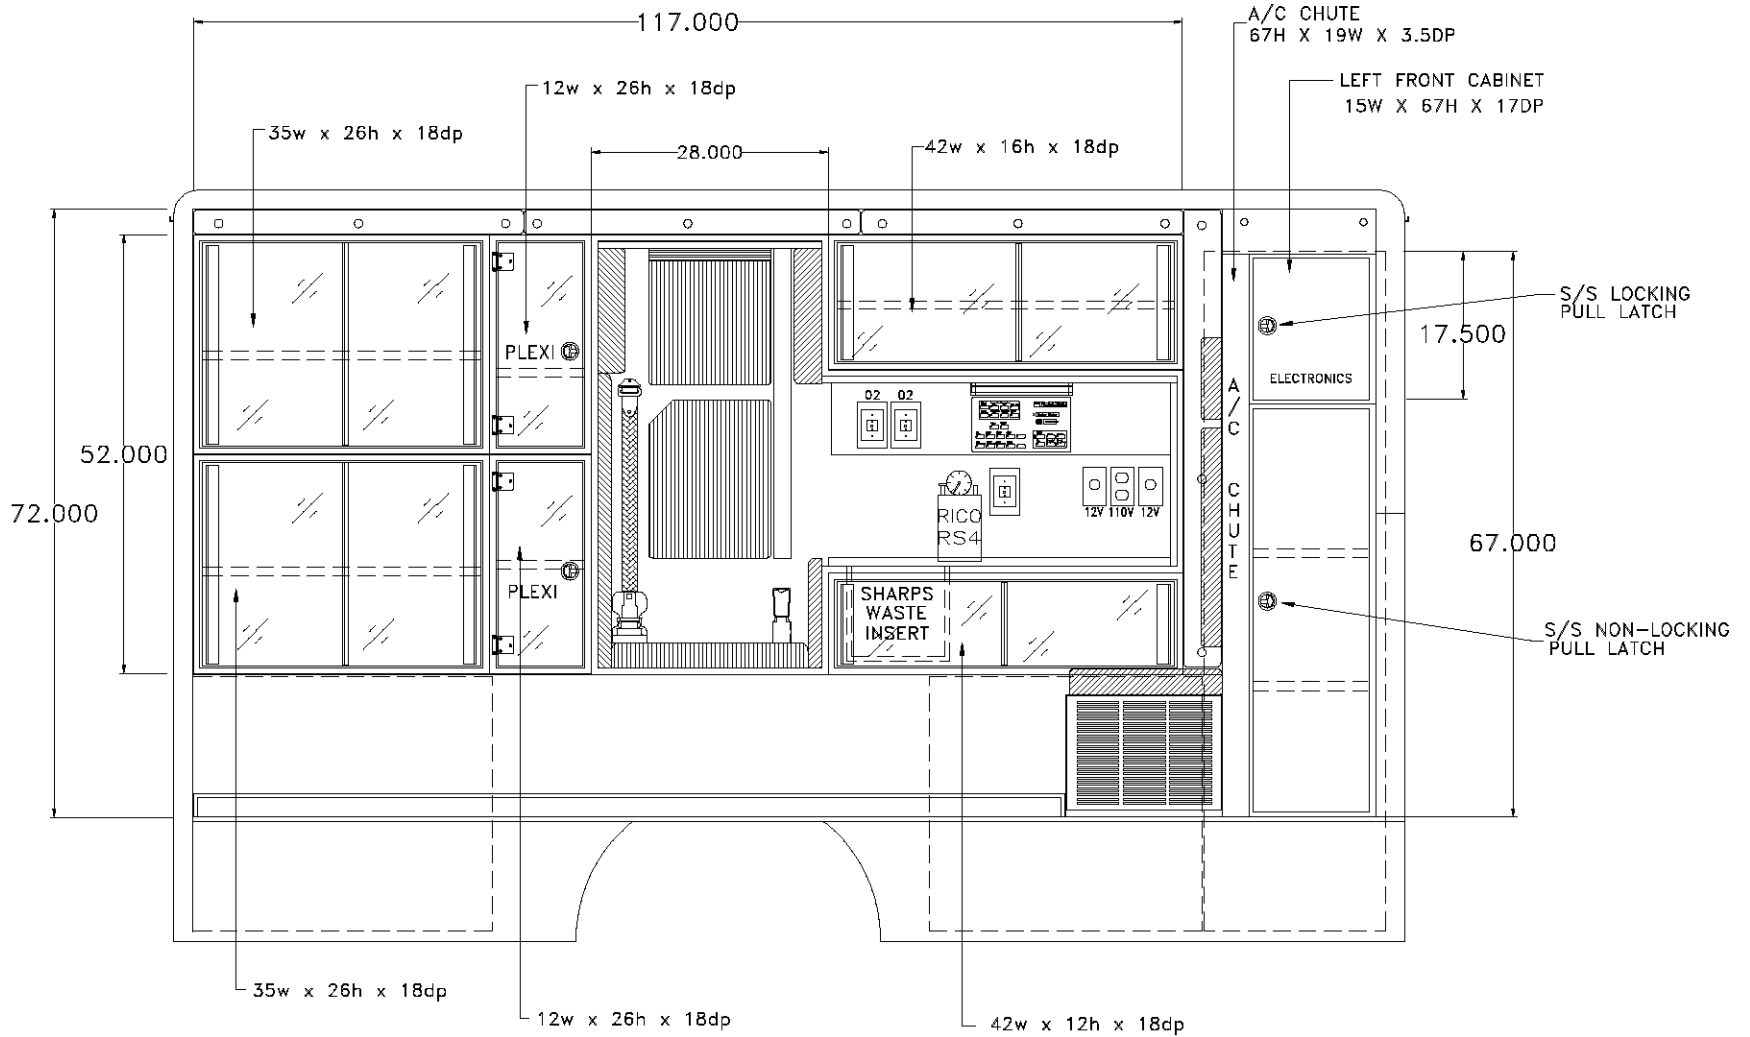 A/C CHUTE
67H X 19W X 3.5DP
117.000
LEFT FRONT CABINET
15W X 67H X 17DP
12w x 26h x 18dp
35w x 26h x 18dp
28.000
42w x 16h x 18dp
S/S LOCKING
PULL LATCH
17.500
PLEXI
ELECTRONICS
O2 O2
A/C CHUTE
52.000
72.000
RICO
RS4
12V 110V 12V
67.000
PLEXI
SHARPS
WASTE
INSERT
S/S NON-LOCKING
PULL LATCH
35w x 26h x 18dp
12w x 26h x 18dp
42w x 12h x 18dp